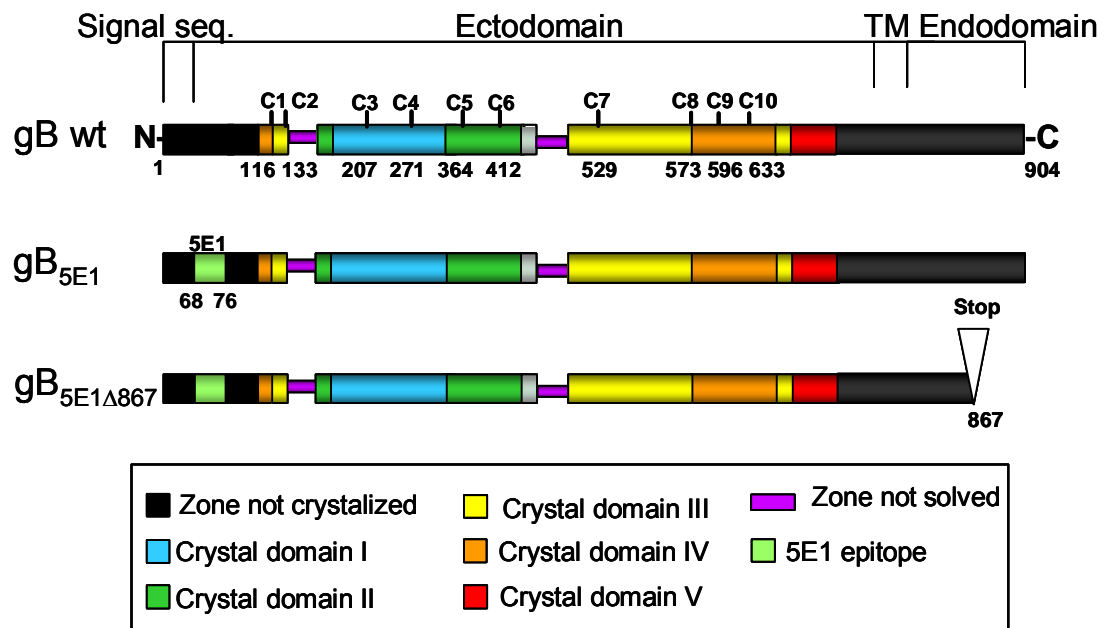 Signal seq. Ectodomain TM Endodomain
C1 C2 C3 C4 C5 C6 C7 C8 C9 C10
gB wt N- -C
1 116 133 207 271 364 412 529 573 596 633 904
5E1
gB5E1
68 76
Stop
gB5E1Δ867
867
Zone not crystalized
Crystal domain I
Crystal domain II
Crystal domain III
Crystal domain IV
Crystal domain V
Zone not solved
5E1 epitope